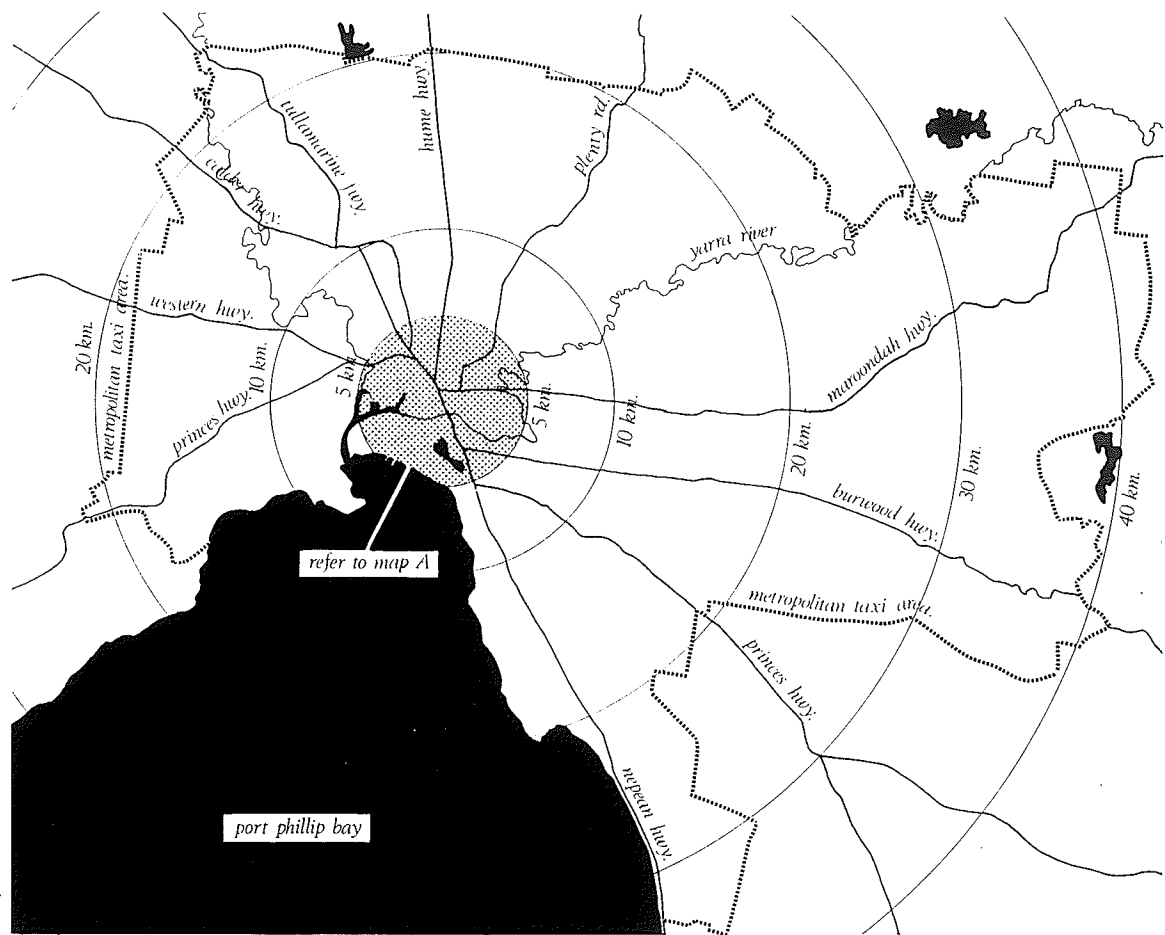 hume hwy.
plenty rd.
tullamarine fwy.
calder hwy.
yarra river
western hwy.
metropolitan taxi area.
20 km.
10 km.
5 km.
princes hwy.
maroondah hwy.
5 km.
10 km.
20 km.
30 km.
40 km.
burwood hwy.
refer to map A
metropolitan taxi area.
princes hwy.
nepean hwy.
port phillip bay